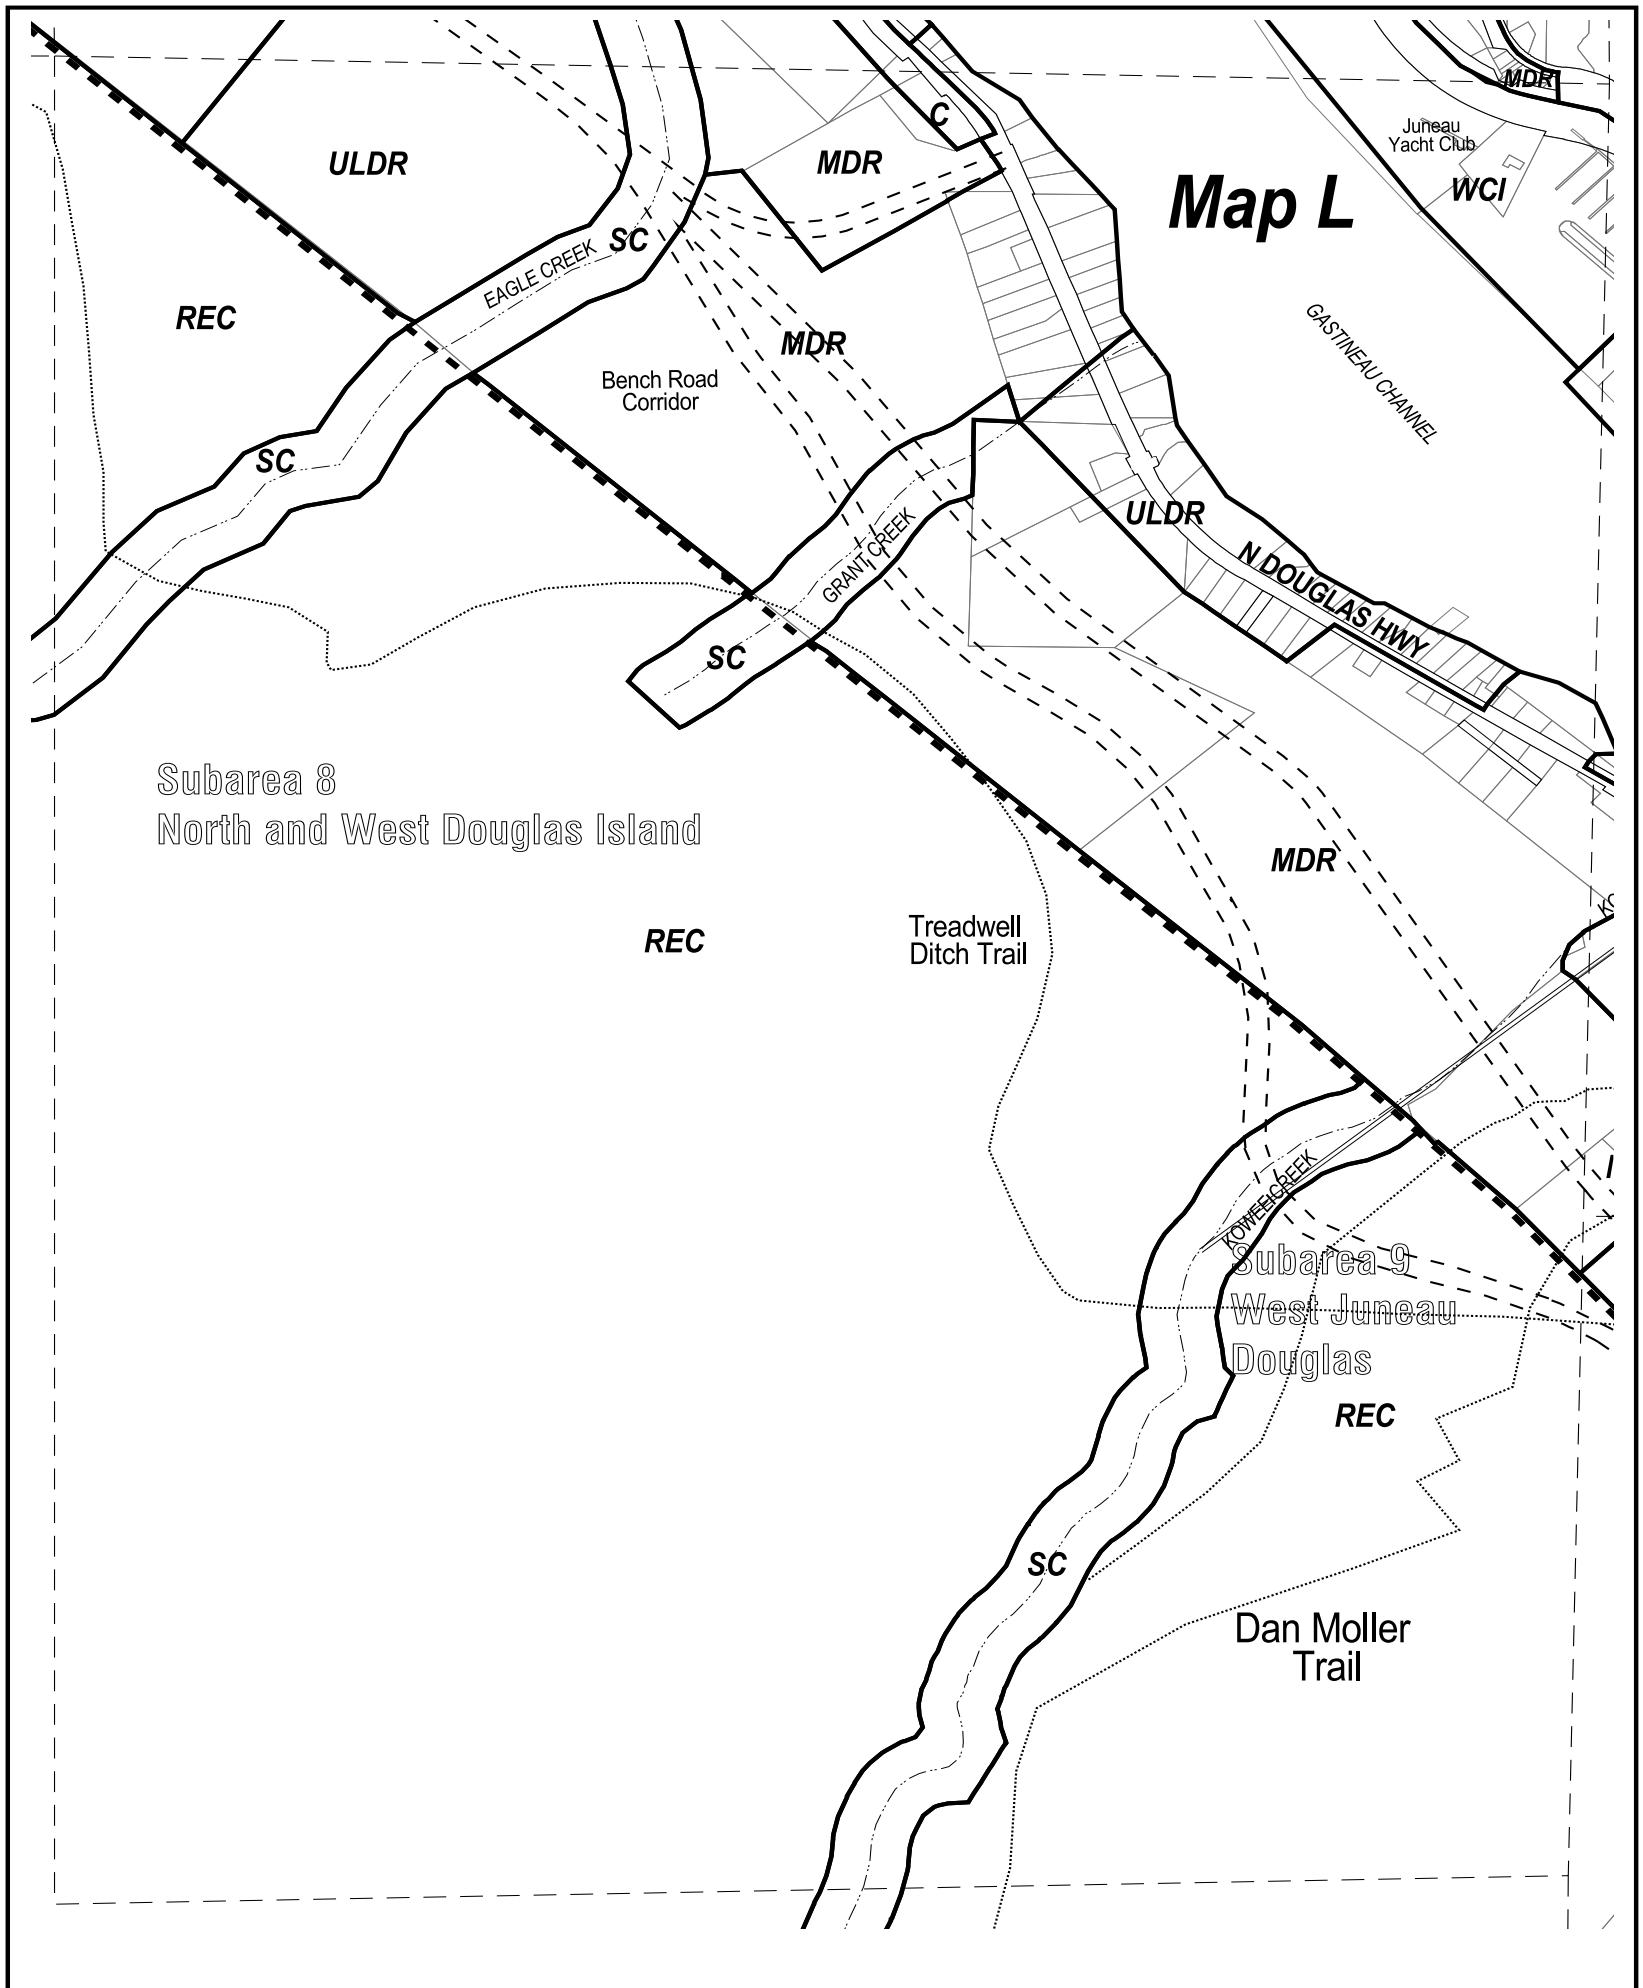 MDR
C
Juneau
Yacht Club
ULDR
MDR
WCI
Map L
SC
EAGLE CREEK
REC
MDR
GASTINEAU CHANNEL
Bench Road
Corridor
SC
ULDR
GRANT CREEK
N DOUGLAS HWY
SC
Subarea 8
North and West Douglas Island
MDR
REC
Treadwell
Ditch Trail
KOWEE CREEK
Subarea 9
West Juneau
Douglas
REC
SC
Dan Moller
Trail